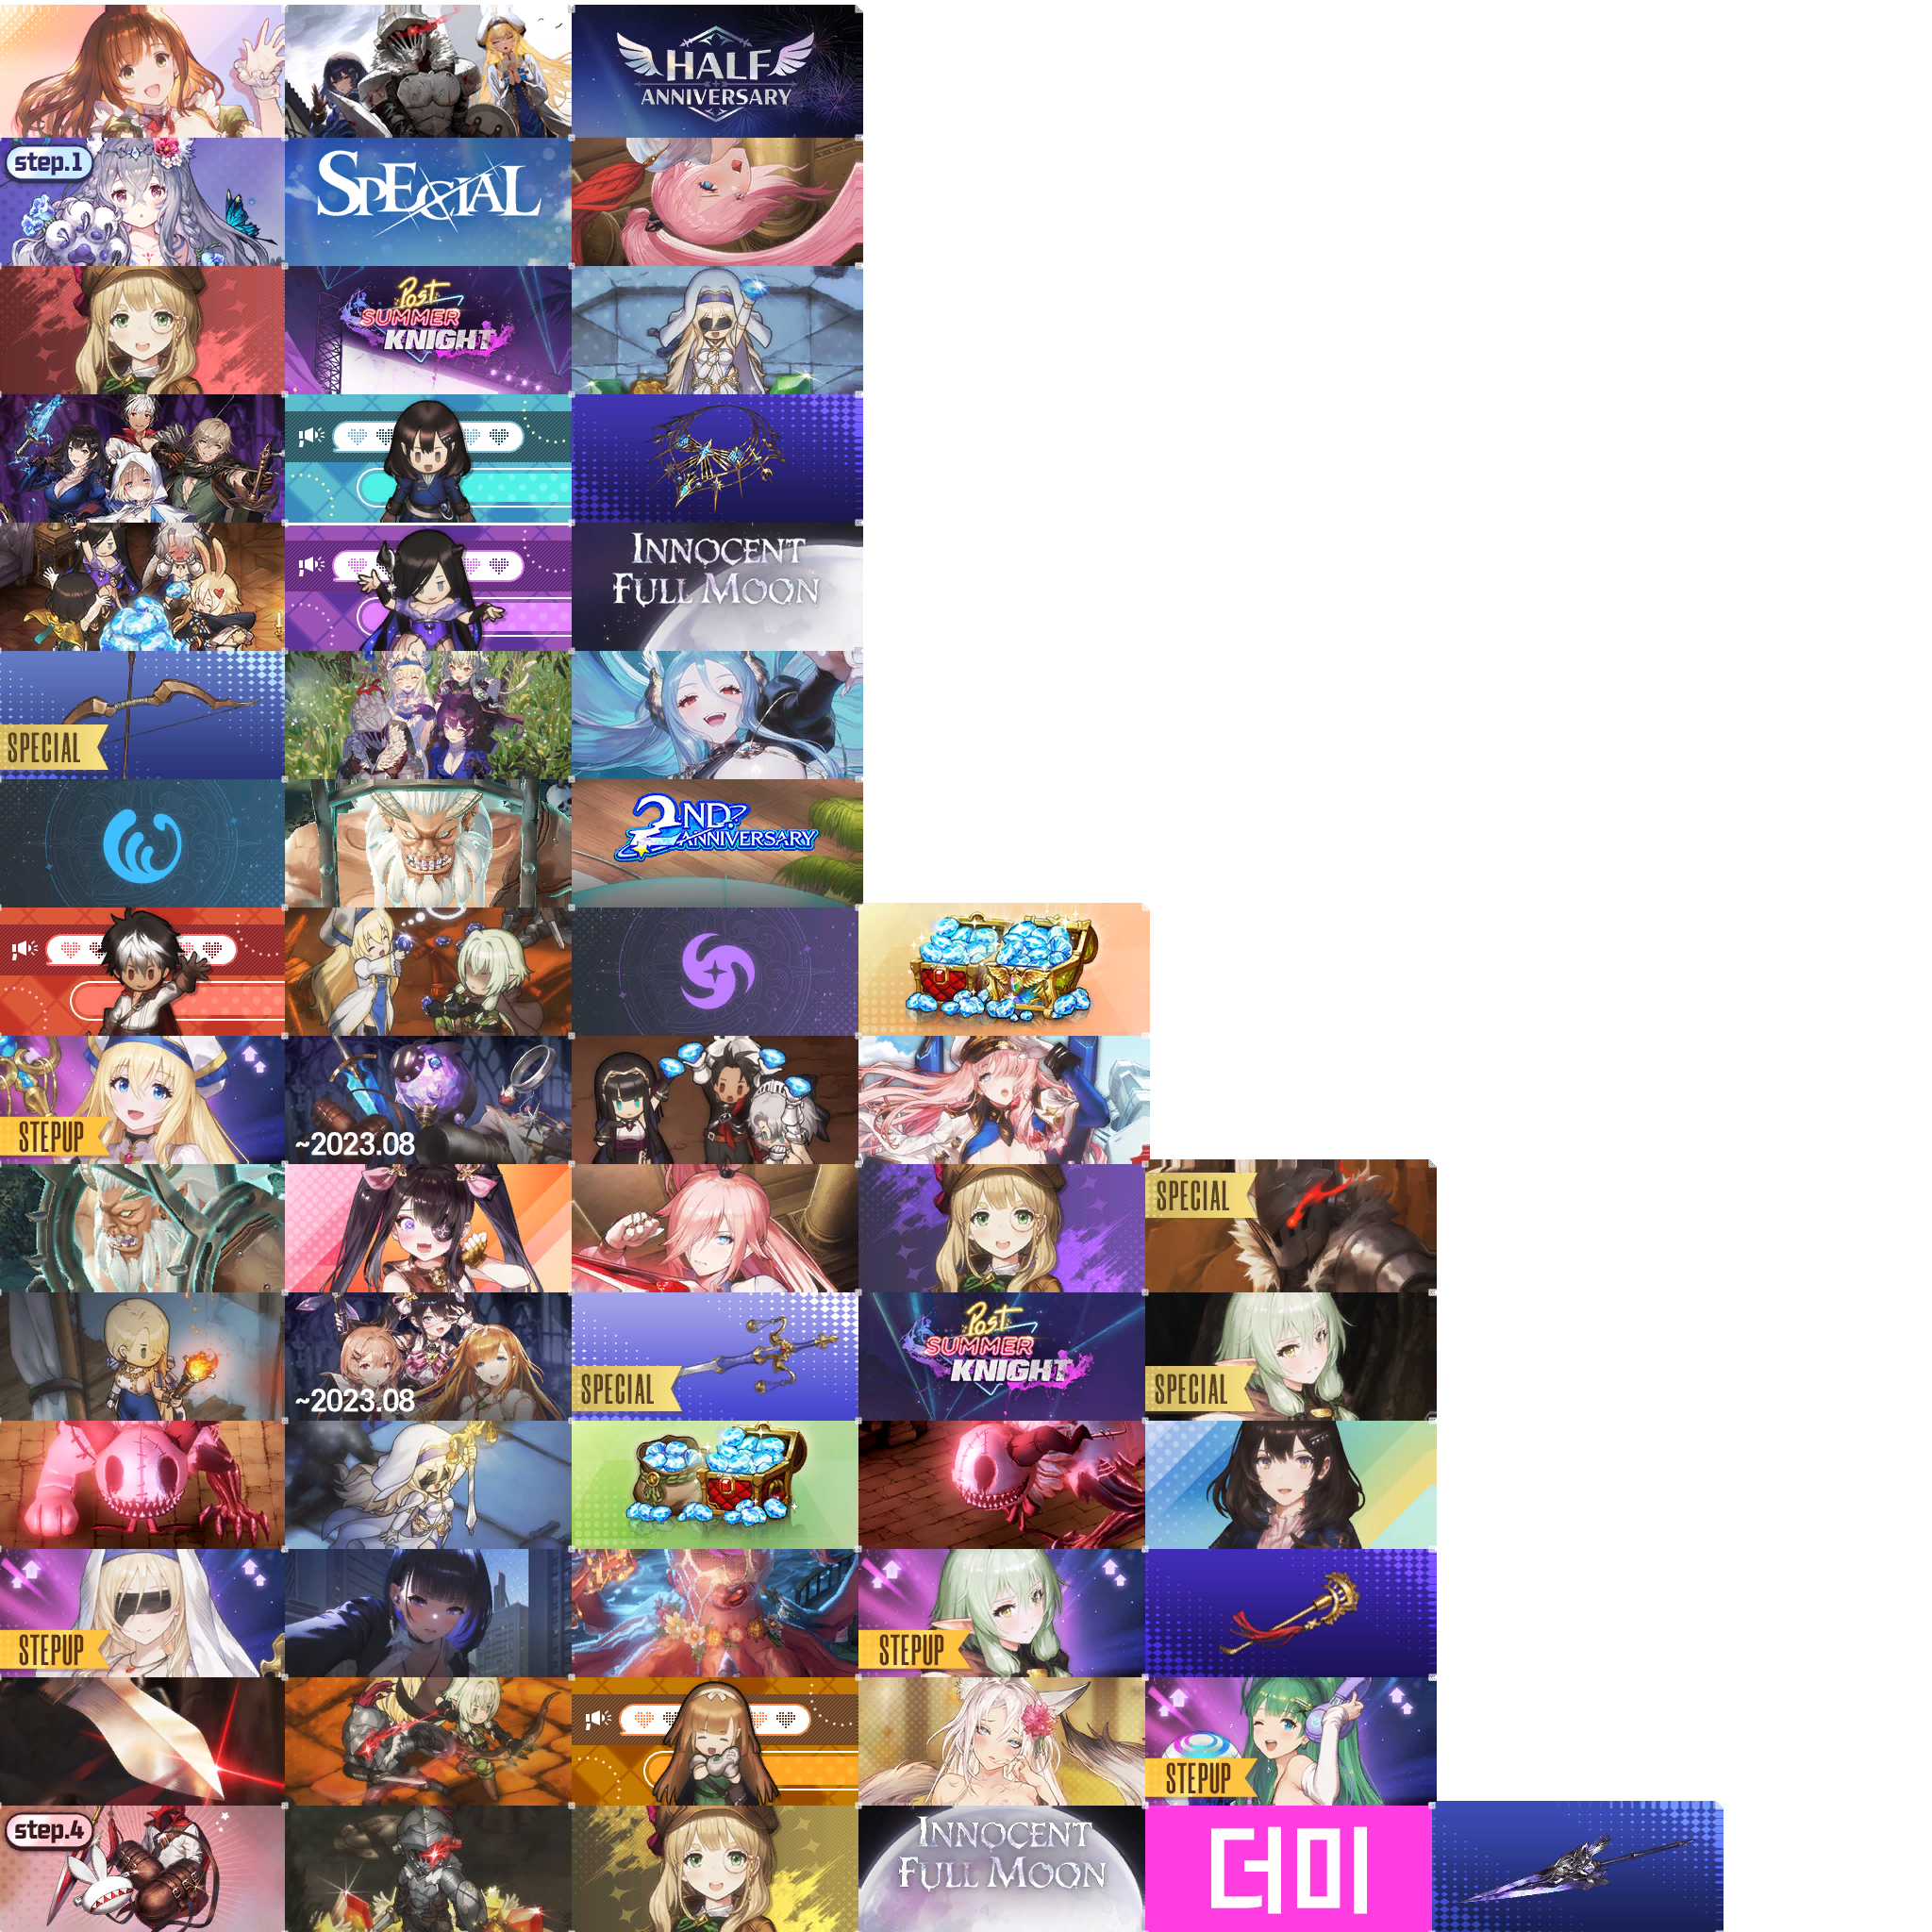 HALF
ANNIVERSARY
step.1
SPECIAL
Post
SUMMER
KNIGHT
INNOCENT
FULL MOON
SPECIAL
2ND
ANNIVERSARY
STEPUP
~2023.08
SPECIAL
~2023.08
SPECIAL
Post
SUMMER
KNIGHT
SPECIAL
STEPUP
STEPUP
STEPUP
step.4
INNOCENT
FULL MOON
더미